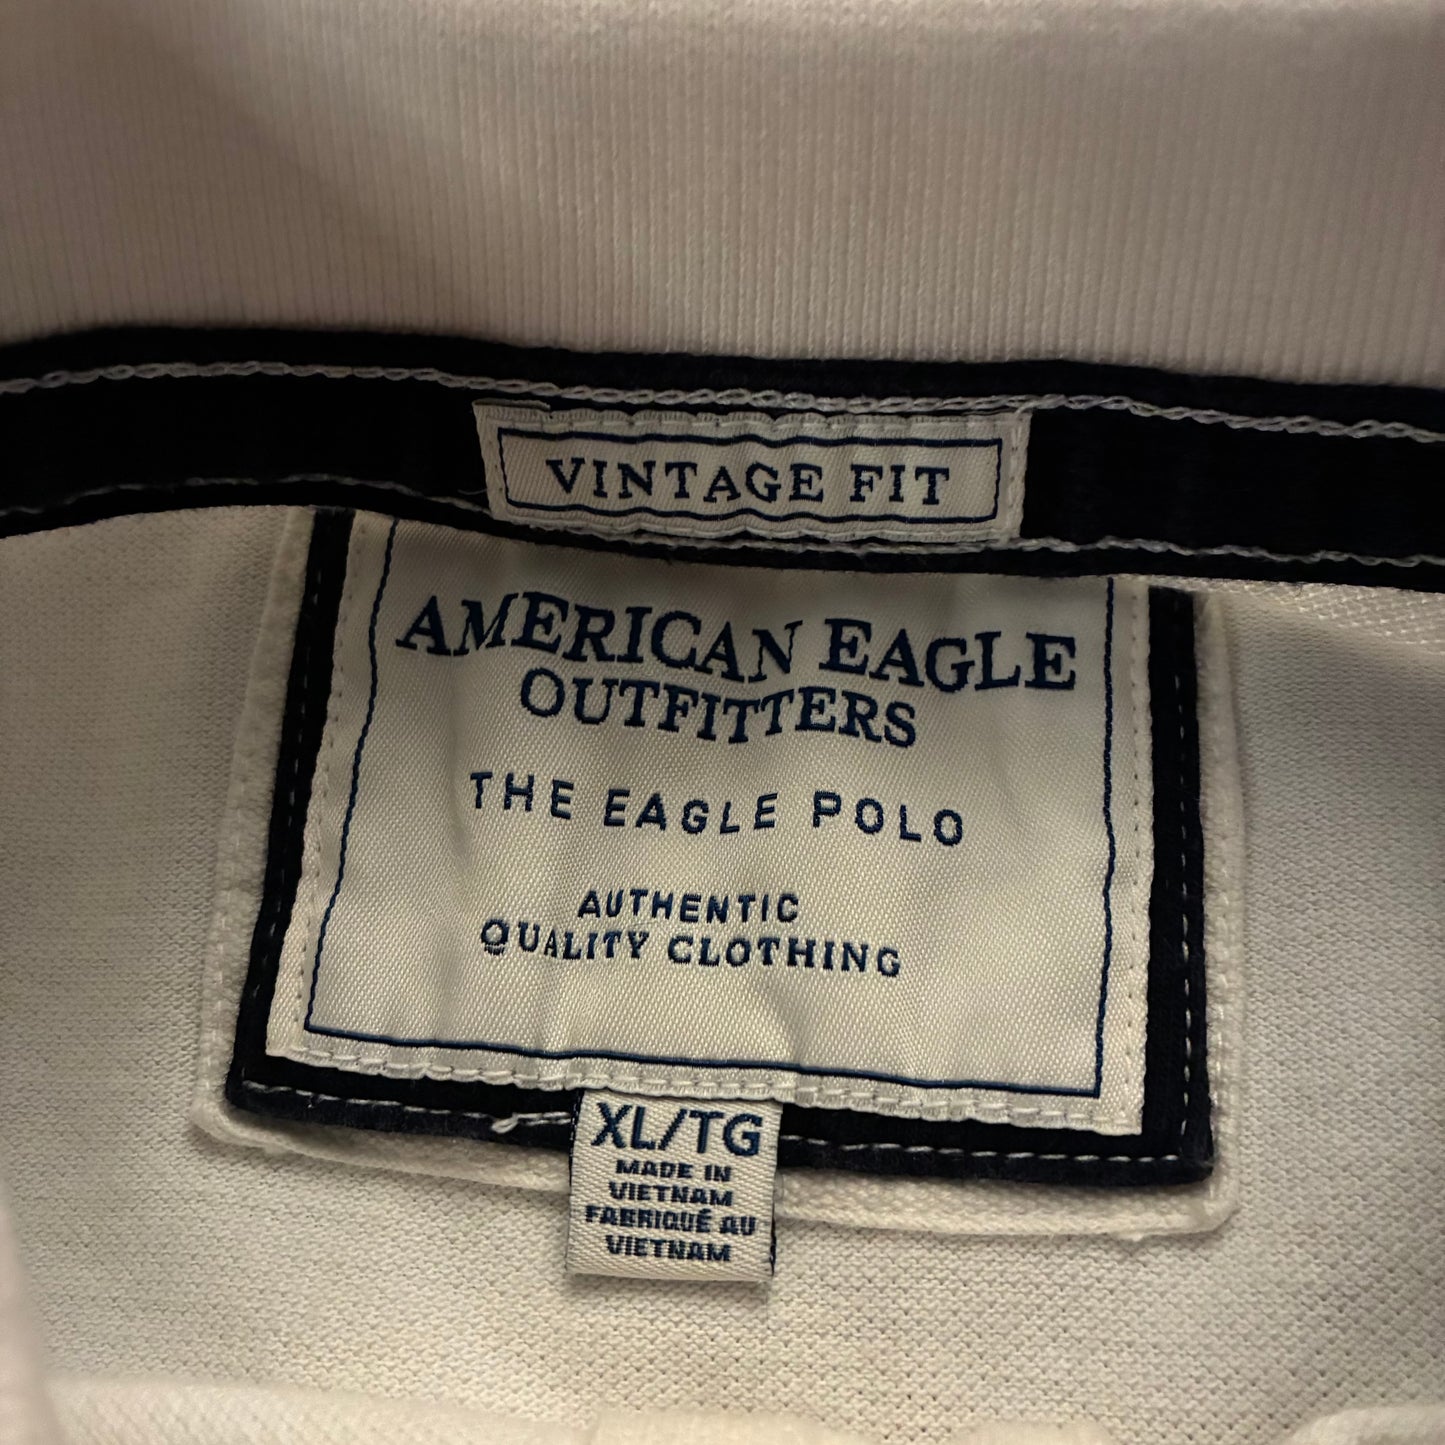 VINTAGE FIT
AMERICAN EAGLE
OUTFITTERS
THE EAGLE POLO
AUTHENTIC
QUALITY CLOTHING
XL/TG
MADE IN
VIETNAM
FABRIQUÉ AU
VIETNAM